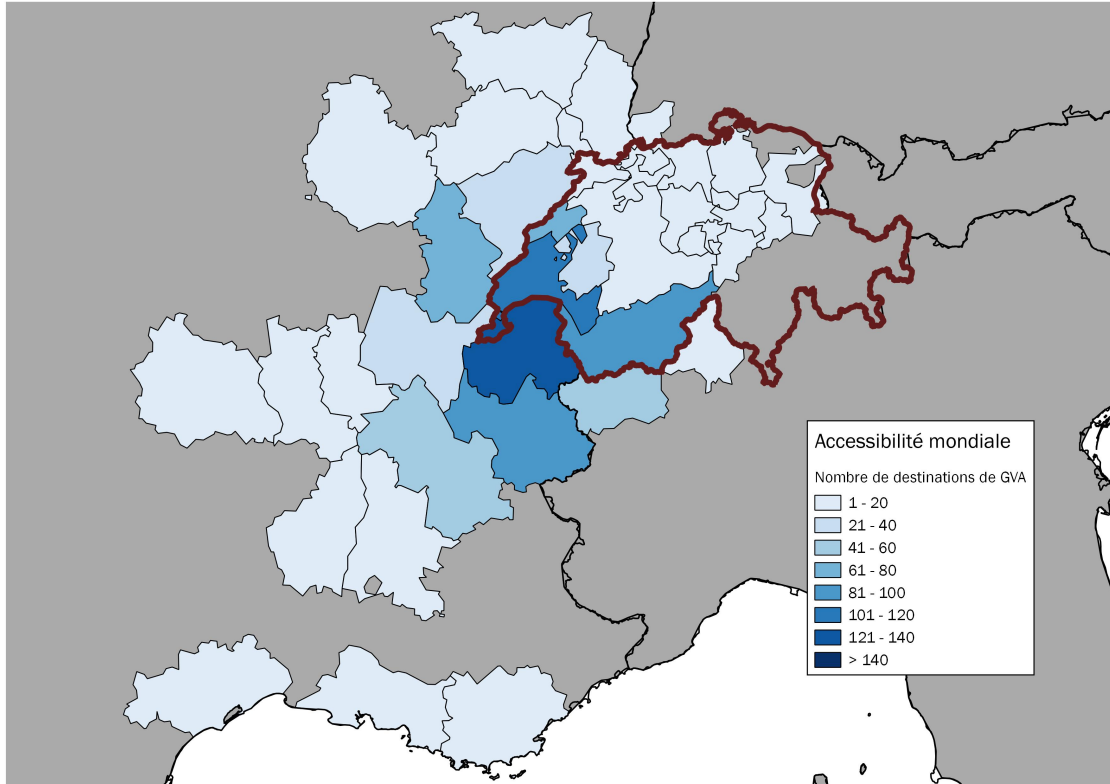 Accessibilité mondiale
Nombre de destinations de GVA
1 - 20
21 - 40
41 - 60
61 - 80
81 - 100
101 - 120
121 - 140
> 140